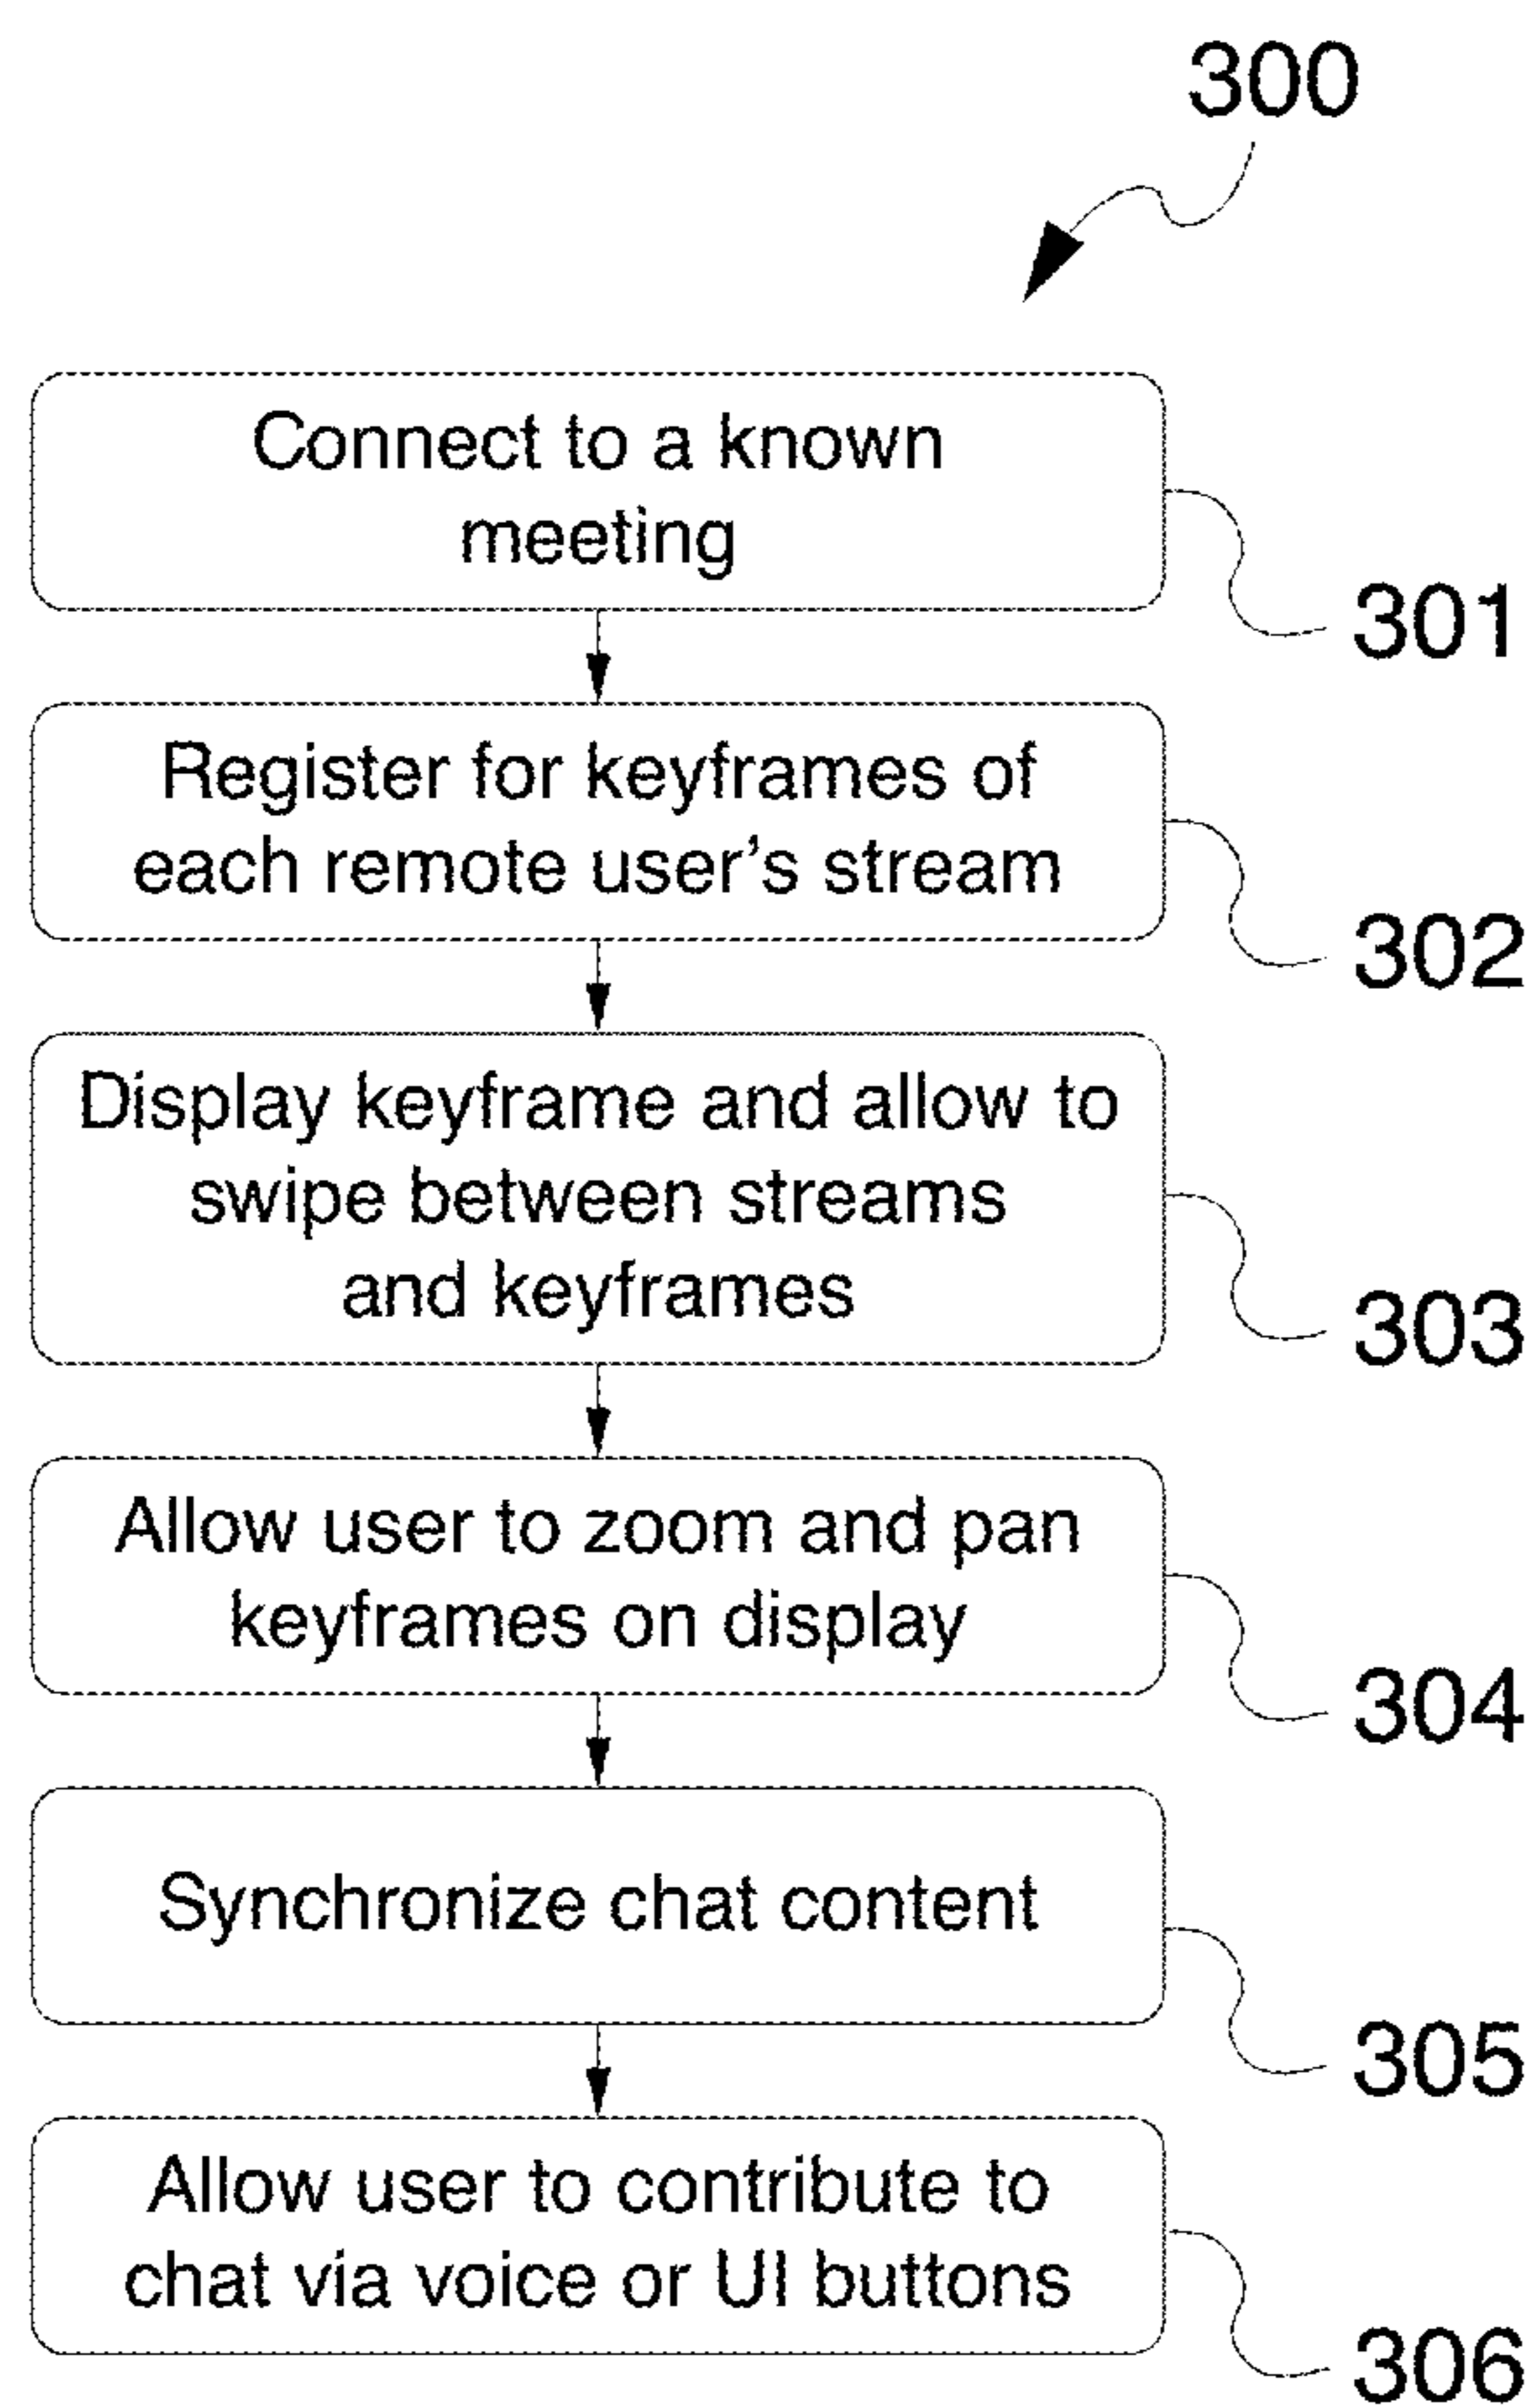 300
Connect to a known
meeting
301
Register for keyframes of
each remote user's stream
302
Display keyframe and allow to
swipe between streams
and keyframes
303
Allow user to zoom and pan
keyframes on display
304
Synchronize chat content
305
Allow user to contribute to
chat via voice or UI buttons
306